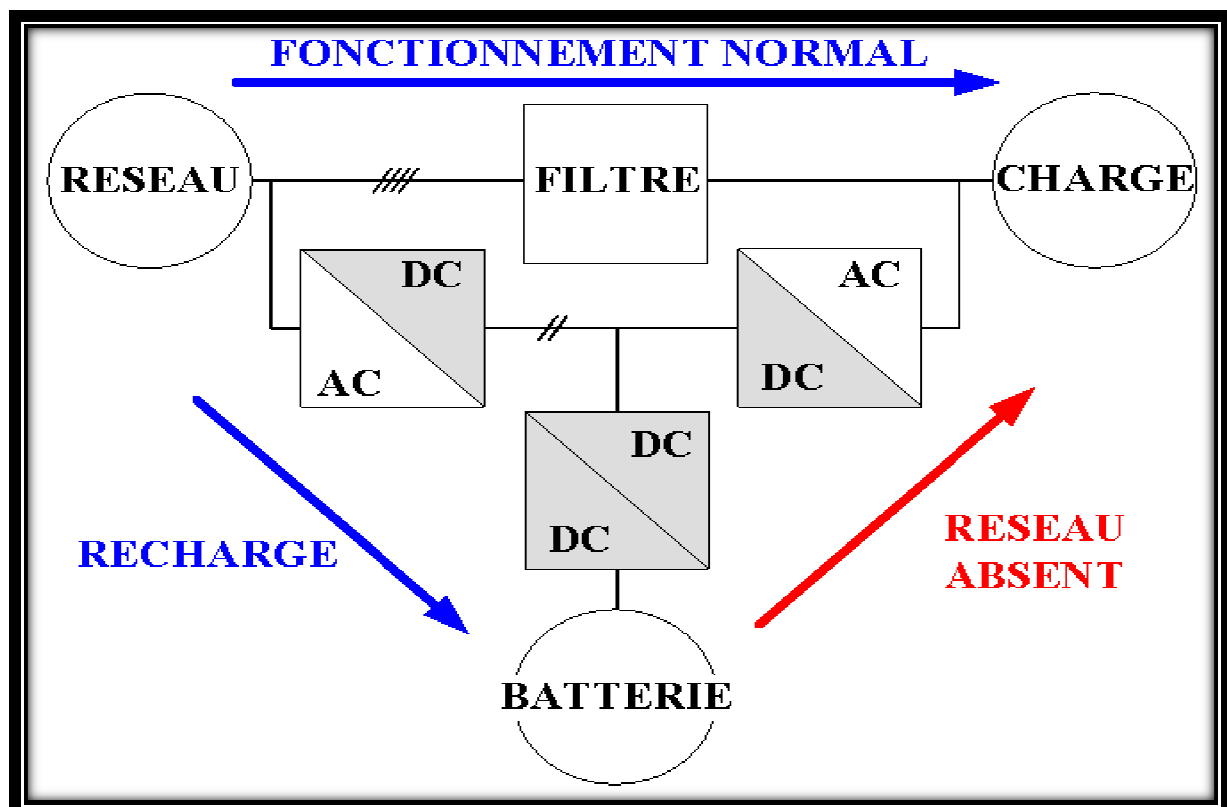 FONCTIONNEMENT NORMAL
RESEAU
FILTRE
CHARGE
DC
AC
AC
DC
DC
DC
RECHARGE
RESEAU
ABSENT
BATTERIE